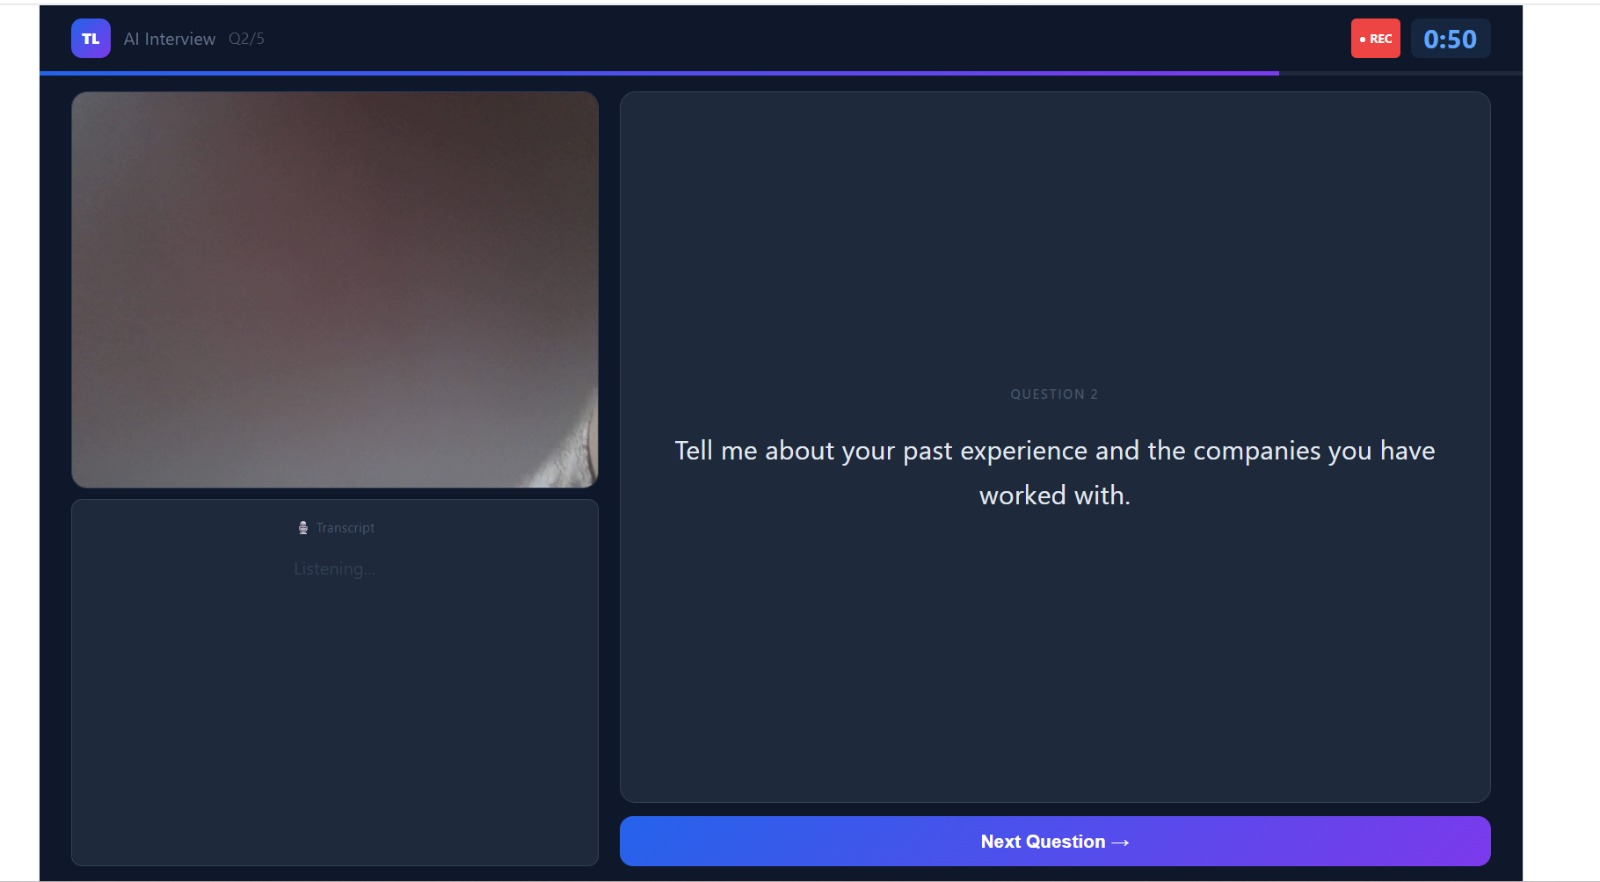 TL AI Interview Q2/5
• REC 0:50
Transcript
Listening...
QUESTION 2
Tell me about your past experience and the companies you have
worked with.
Next Question →